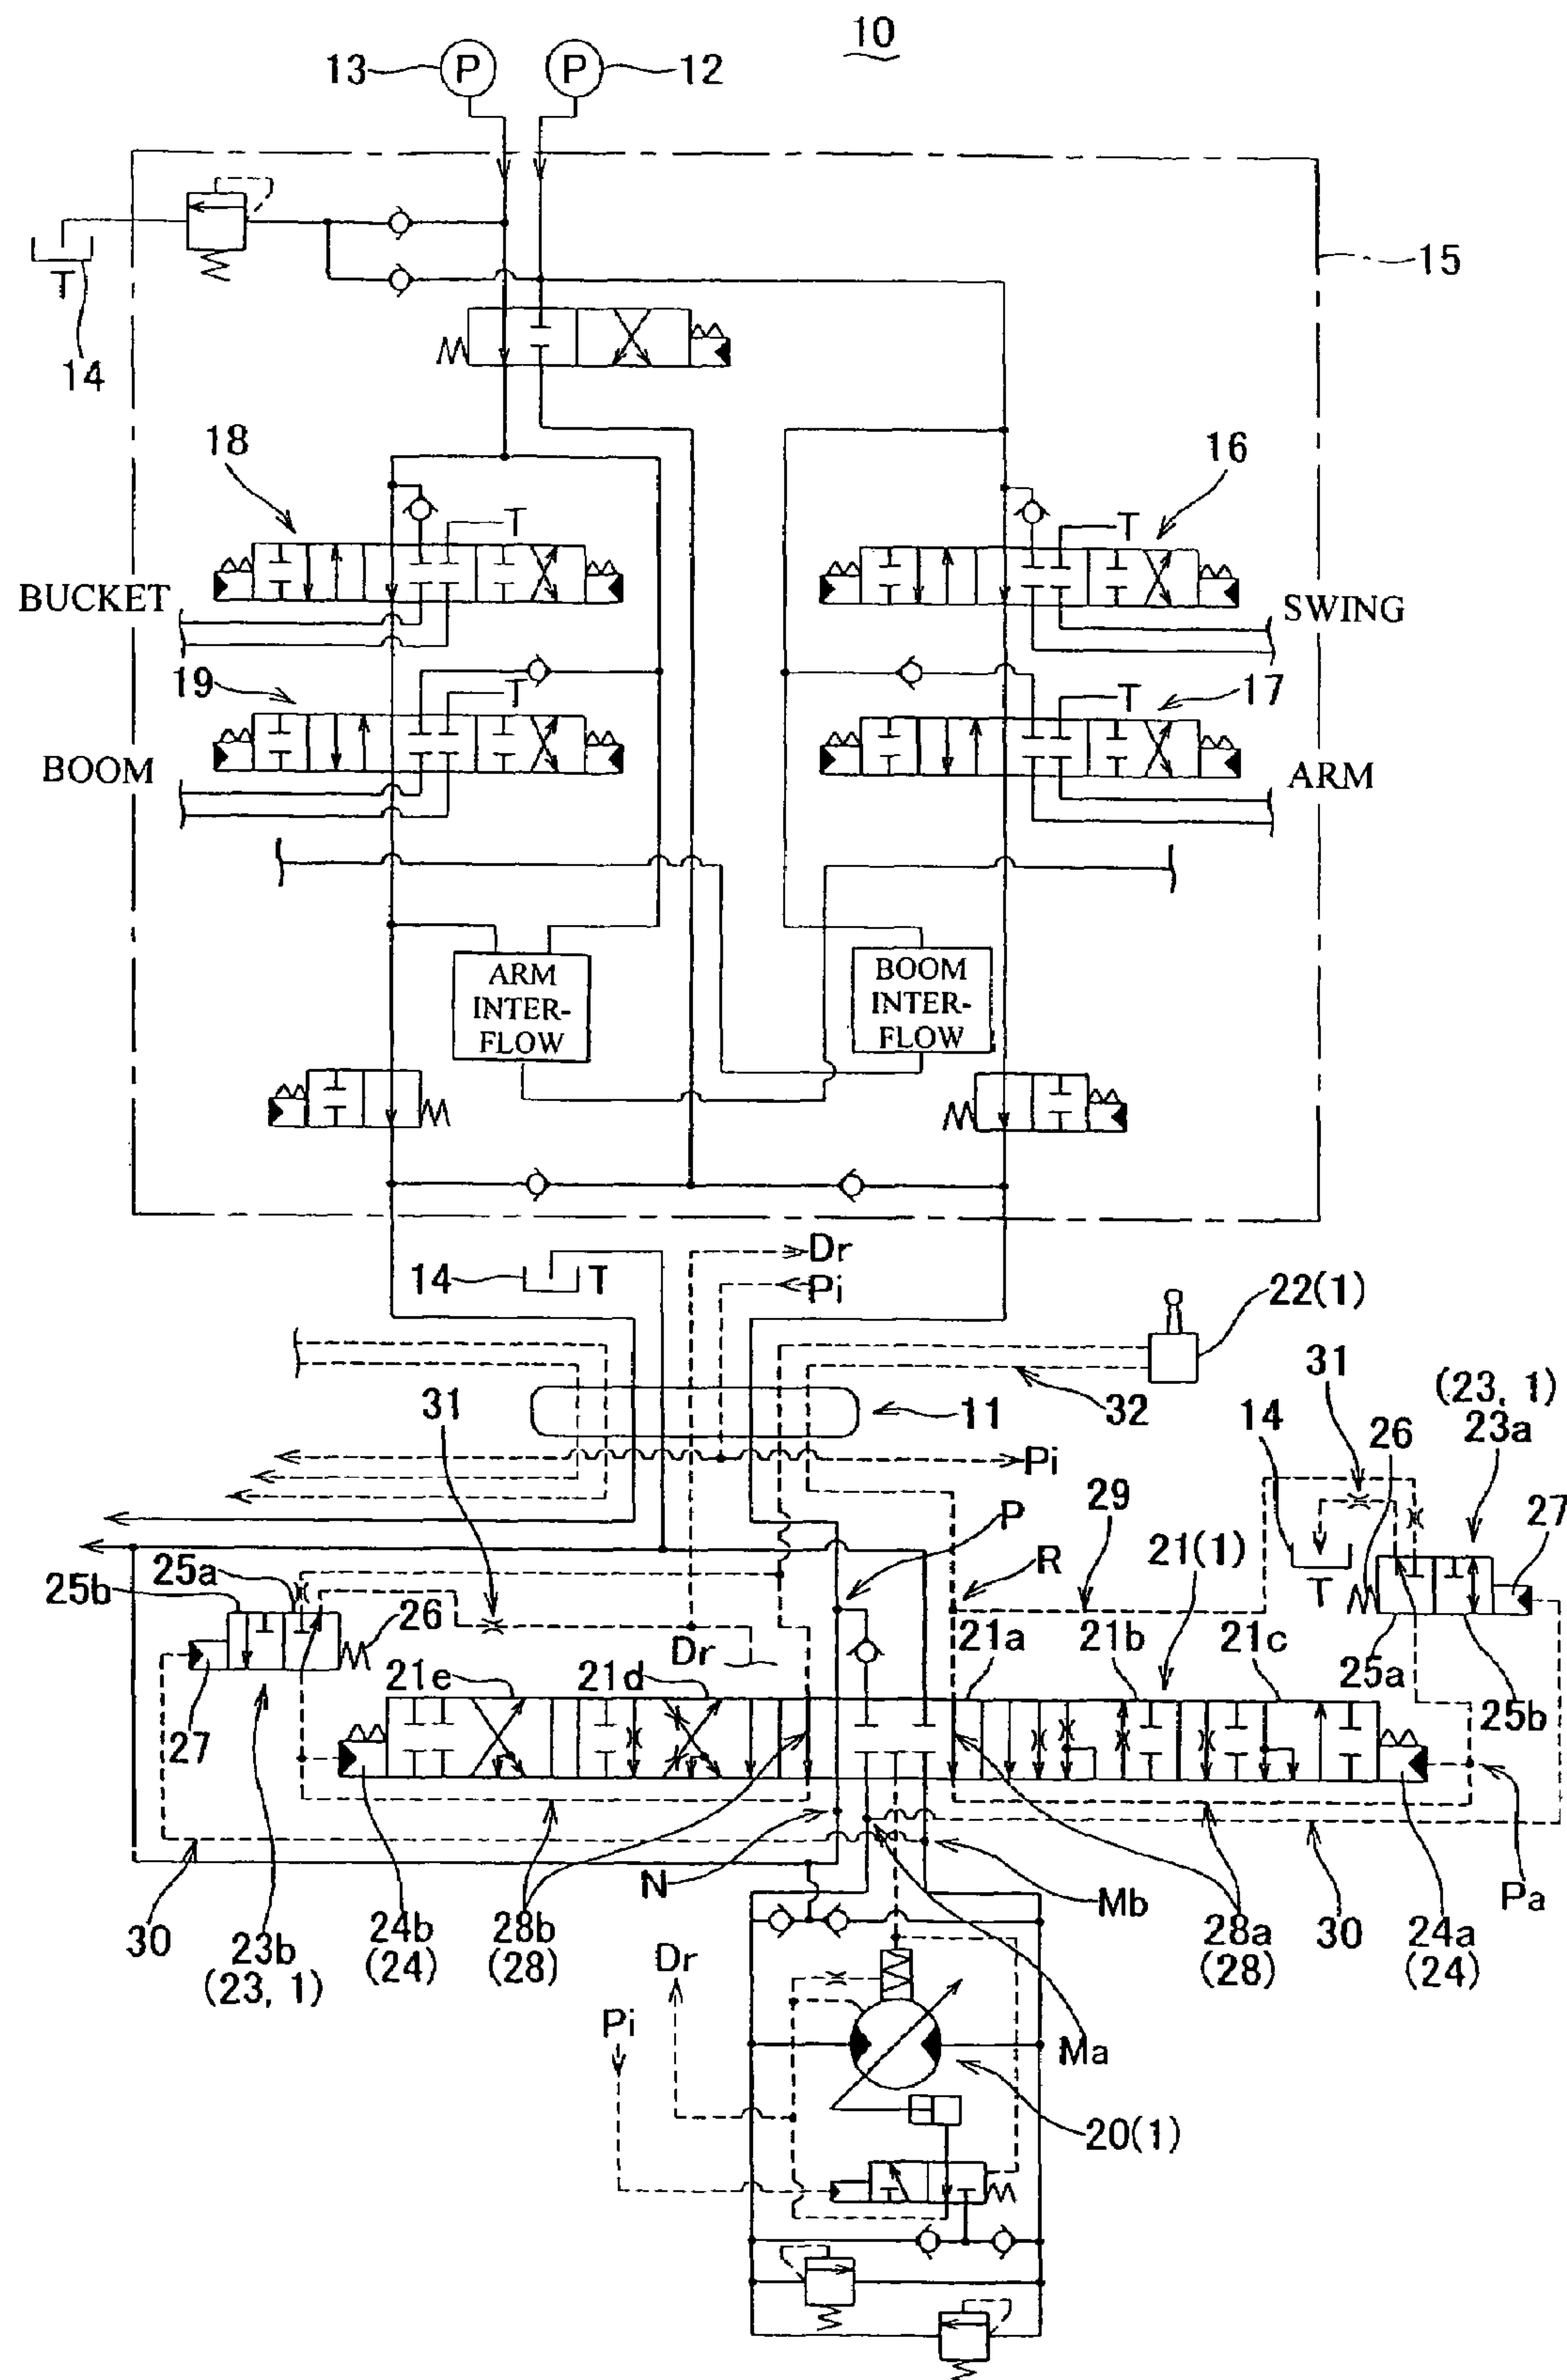 10
13 P P 12
15
T
14
18 16
T T
BUCKET SWING
19 17
T T
BOOM ARM
ARM
INTER-
FLOW
BOOM
INTER-
FLOW
Dr
14 T
Pi
22(1)
31
(23, 1)
31 11 32 14 26 23a
Pi
29 27
P
R 21(1)
25a
25b
T
26
21a 21b 21c
Dr
25a
21e 21d
25b
27
N Mb Pa
30 23b
(23, 1)
24b
(24)
28b
(28)
28a
(28)
30 24a
(24)
Dr
Pi
Ma
20(1)